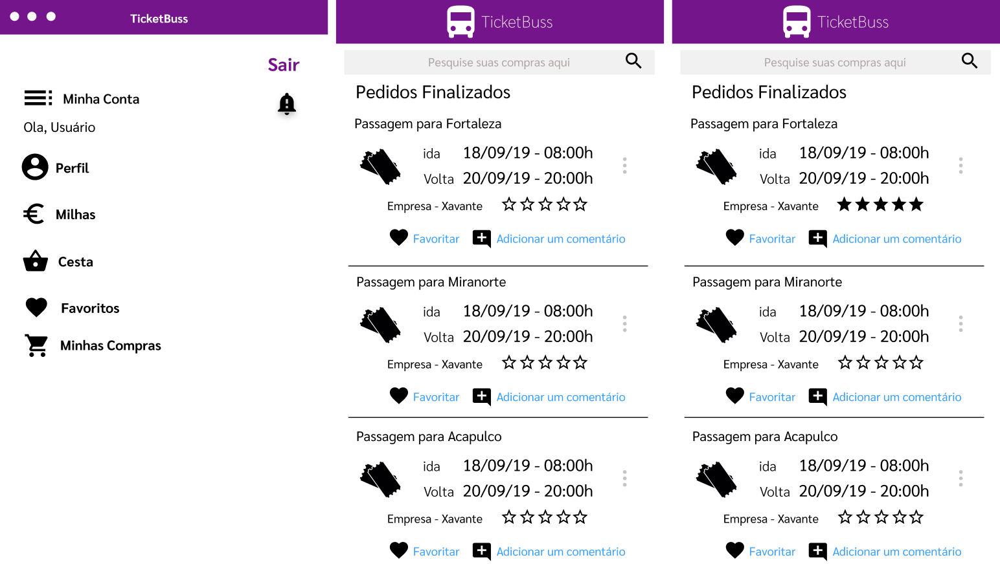 TicketBuss
Sair
Minha Conta
Ola, Usuário
Perfil
Milhas
Cesta
Favoritos
Minhas Compras
TicketBuss
Pesquise suas compras aqui
Pedidos Finalizados
Passagem para Fortaleza
ida 18/09/19 - 08:00h
Volta 20/09/19 - 20:00h
Empresa - Xavante
Favoritar Adicionar um comentário
Passagem para Miranorte
ida 18/09/19 - 08:00h
Volta 20/09/19 - 20:00h
Empresa - Xavante
Favoritar Adicionar um comentário
Passagem para Acapulco
ida 18/09/19 - 08:00h
Volta 20/09/19 - 20:00h
Empresa - Xavante
Favoritar Adicionar um comentário
TicketBuss
Pesquise suas compras aqui
Pedidos Finalizados
Passagem para Fortaleza
ida 18/09/19 - 08:00h
Volta 20/09/19 - 20:00h
Empresa - Xavante
Favoritar Adicionar um comentário
Passagem para Miranorte
ida 18/09/19 - 08:00h
Volta 20/09/19 - 20:00h
Empresa - Xavante
Favoritar Adicionar um comentário
Passagem para Acapulco
ida 18/09/19 - 08:00h
Volta 20/09/19 - 20:00h
Empresa - Xavante
Favoritar Adicionar um comentário